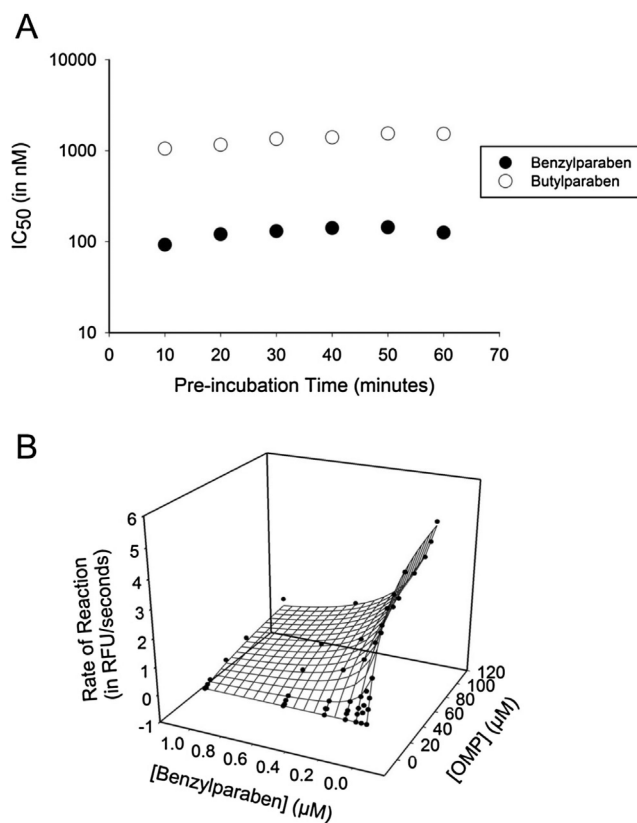 A
10000
1000
100
10
IC50 (in nM)
0 10 20 30 40 50 60 70
Pre-incubation Time (minutes)
Benzylparaben
Butylparaben
B
6
5
4
3
2
1
0
-1
Rate of Reaction
(in RFU/seconds)
1.0 0.8 0.6 0.4 0.2 0.0
[Benzylparaben] (µM)
0 20 40 60 80 100 120
[OMP] (µM)